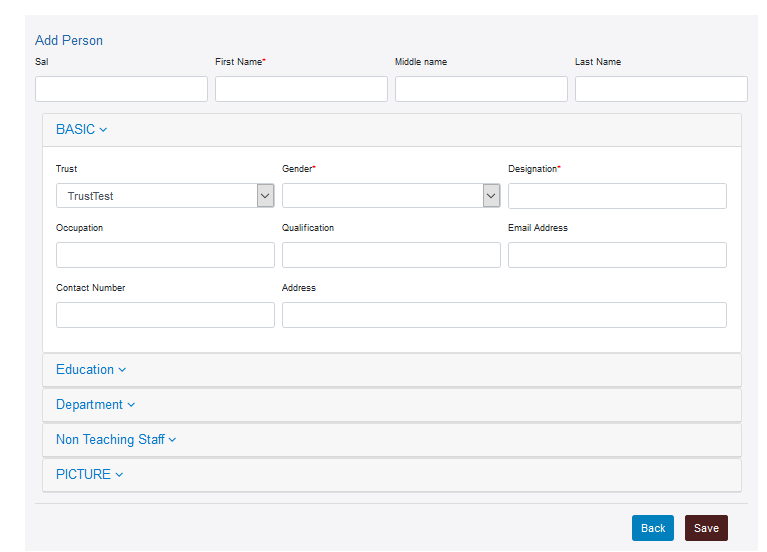 Add Person
Sal First Name* Middle name Last Name
BASIC
Trust Gender* Designation*
TrustTest
Occupation Qualification Email Address
Contact Number Address
Education
Department
Non Teaching Staff
PICTURE
Back Save